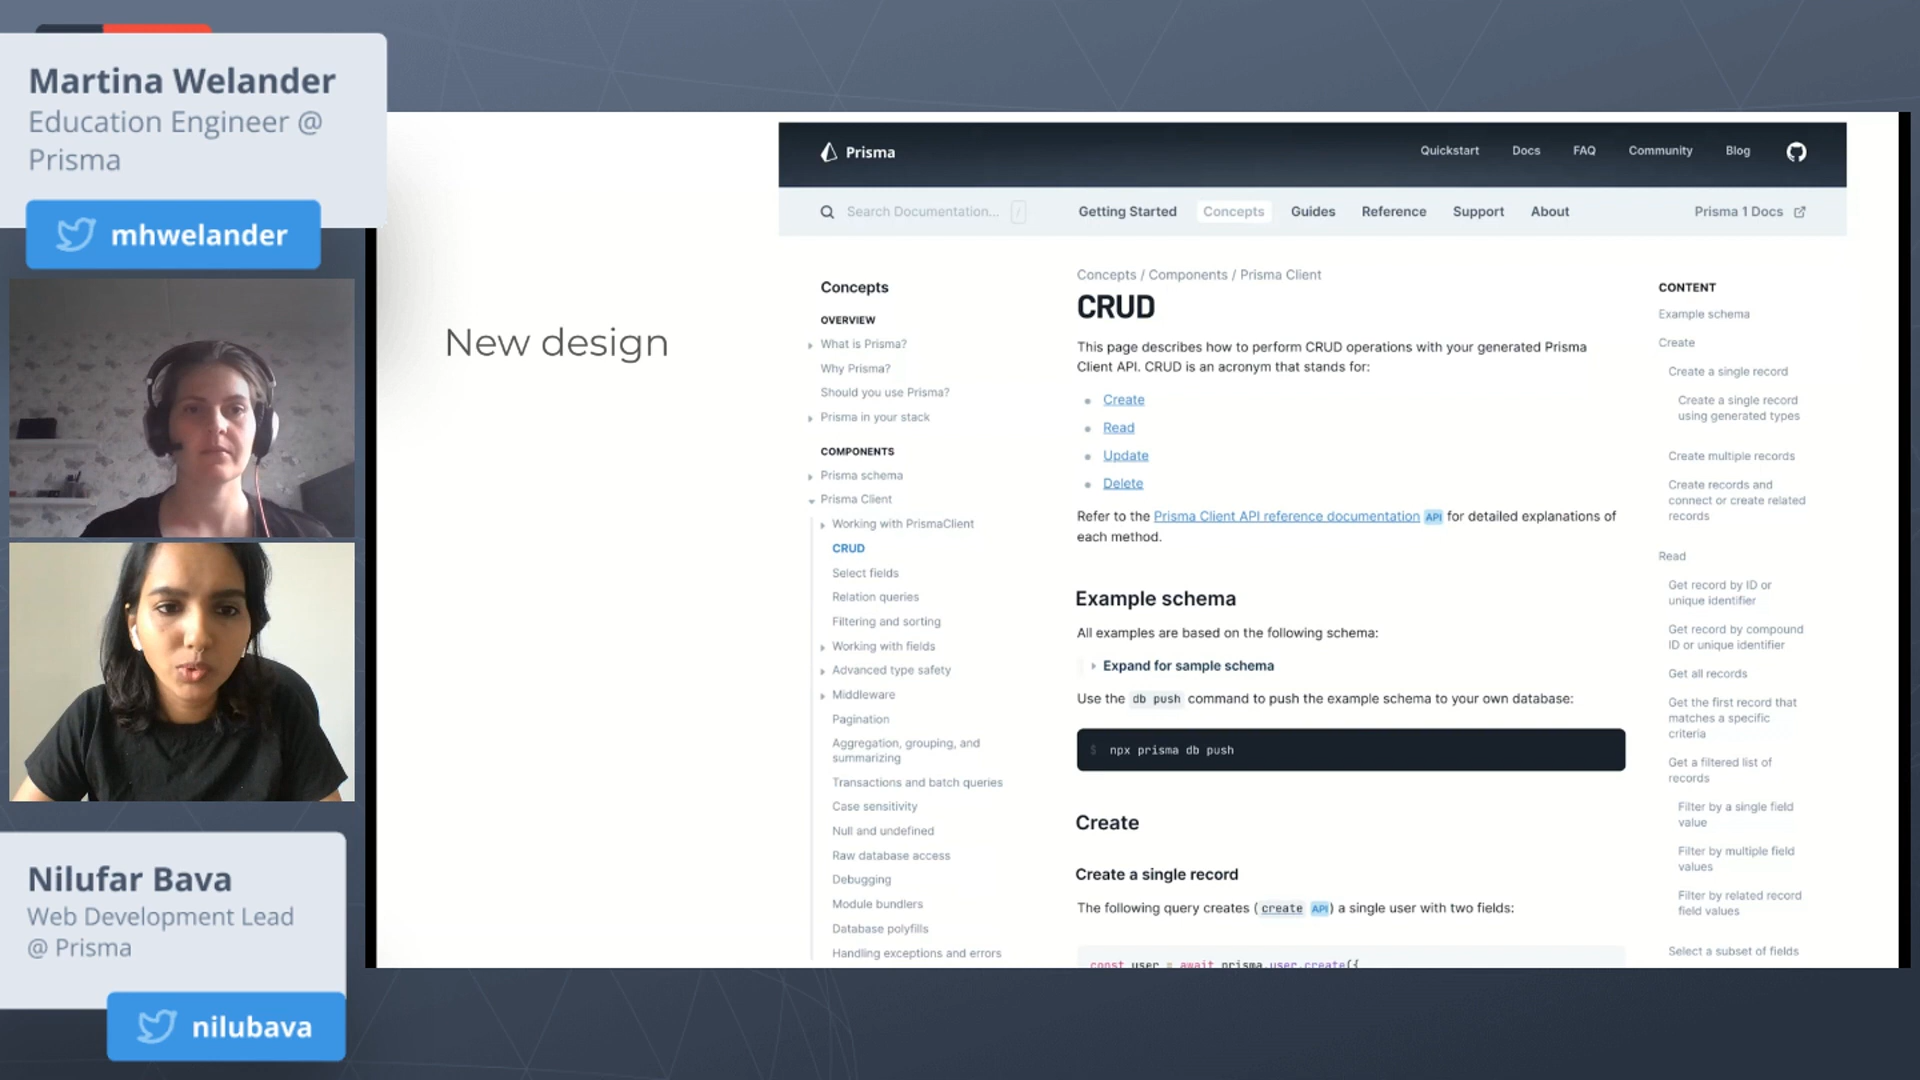 Martina Welander
Education Engineer @
Prisma
mhwelander
Nilufar Bava
Web Development Lead
@ Prisma
nilubava
New design
Prisma
Quickstart
Docs
FAQ
Community
Blog
Search Documentation...
/
Getting Started
Concepts
Guides
Reference
Support
About
Prisma 1 Docs
Concepts
OVERVIEW
What is Prisma?
Why Prisma?
Should you use Prisma?
Prisma in your stack
COMPONENTS
Prisma schema
Prisma Client
Working with PrismaClient
CRUD
Select fields
Relation queries
Filtering and sorting
Working with fields
Advanced type safety
Middleware
Pagination
Aggregation, grouping, and
summarizing
Transactions and batch queries
Case sensitivity
Null and undefined
Raw database access
Debugging
Module bundlers
Database polyfills
Handling exceptions and errors
Concepts / Components / Prisma Client
CRUD
This page describes how to perform CRUD operations with your generated Prisma
Client API. CRUD is an acronym that stands for:
Create
Read
Update
Delete
Refer to the Prisma Client API reference documentation API for detailed explanations of
each method.
Example schema
All examples are based on the following schema:
Expand for sample schema
Use the db push command to push the example schema to your own database:
$ npx prisma db push
Create
Create a single record
The following query creates ( create API) a single user with two fields:
const user = await prisma.user.create({
CONTENT
Example schema
Create
Create a single record
Create a single record
using generated types
Create multiple records
Create records and
connect or create related
records
Read
Get record by ID or
unique identifier
Get record by compound
ID or unique identifier
Get all records
Get the first record that
matches a specific
criteria
Get a filtered list of
records
Filter by a single field
value
Filter by multiple field
values
Filter by related record
field values
Select a subset of fields